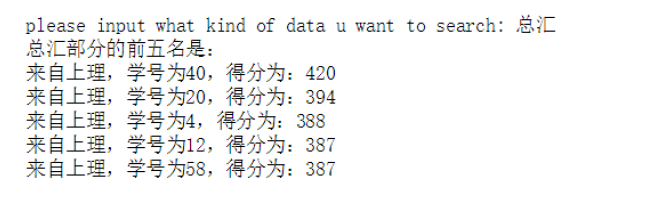 please input what kind of data u want to search: 总汇
总汇部分的前五名是：
来自上理，学号为40，得分为：420
来自上理，学号为20，得分为：394
来自上理，学号为4，得分为：388
来自上理，学号为12，得分为：387
来自上理，学号为58，得分为：387